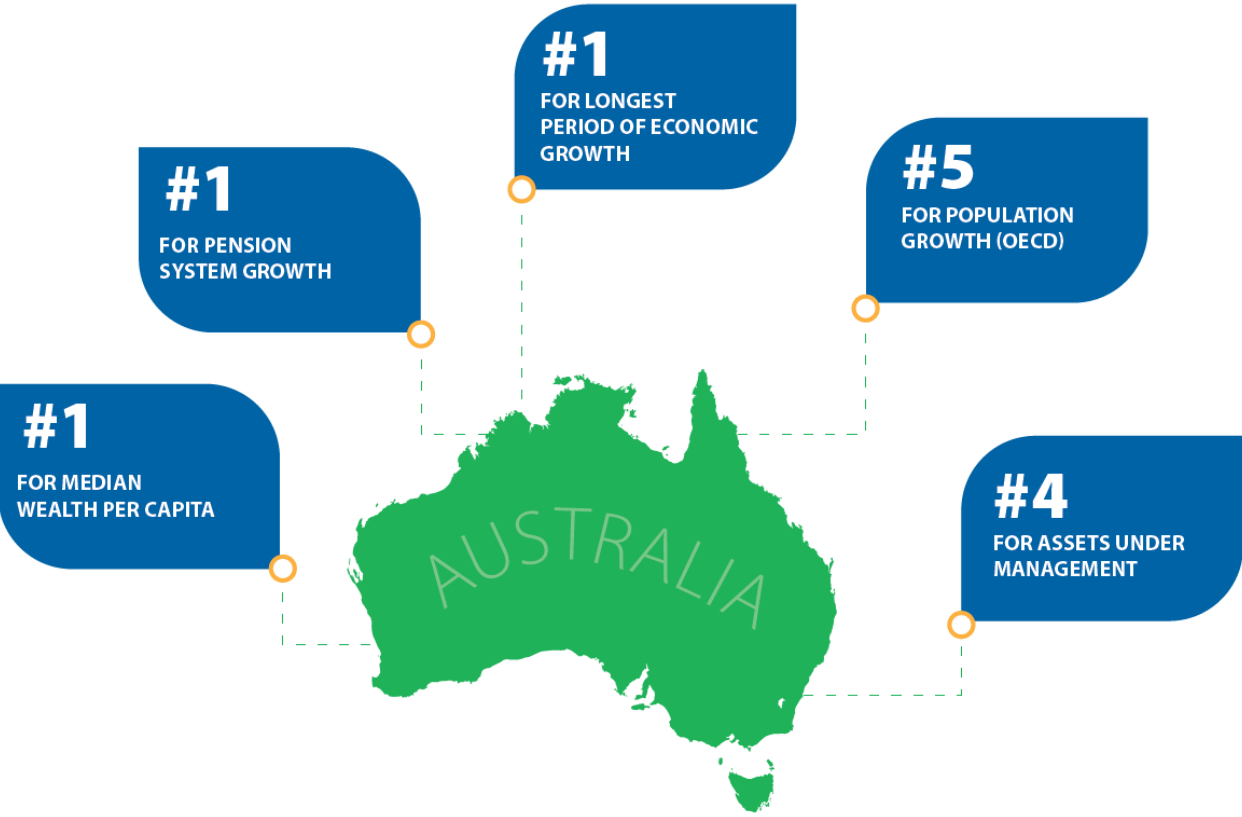 #1
FOR LONGEST
PERIOD OF ECONOMIC
GROWTH
#1
FOR PENSION
SYSTEM GROWTH
#5
FOR POPULATION
GROWTH (OECD)
#1
FOR MEDIAN
WEALTH PER CAPITA
#4
FOR ASSETS UNDER
MANAGEMENT
AUSTRALIA